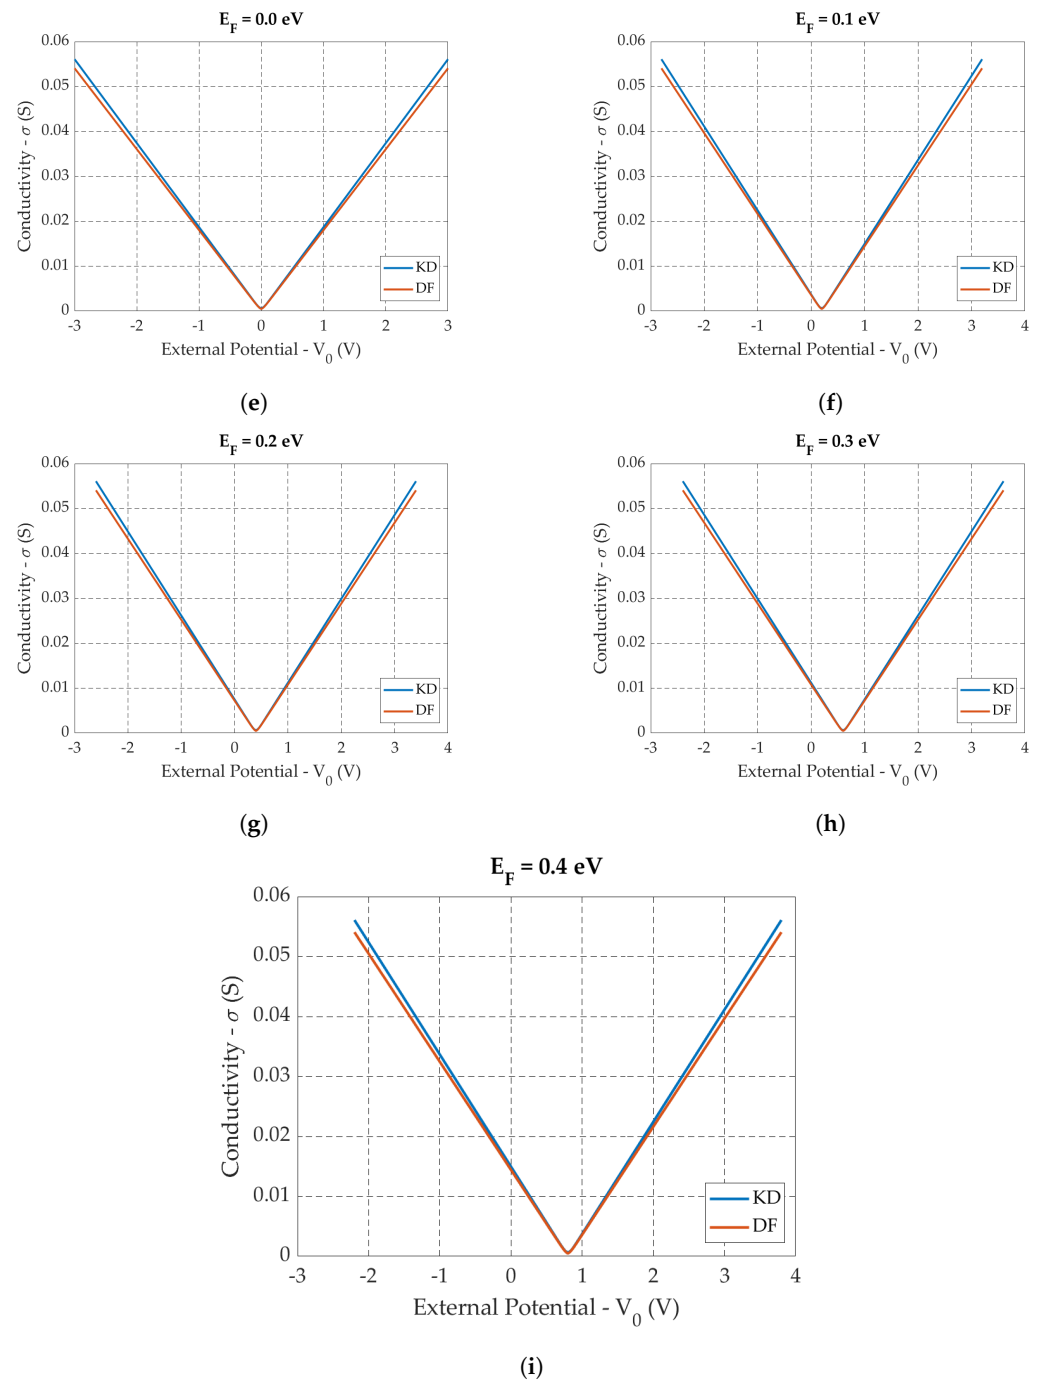 E_F = 0.0 eV
0.06
0.05
0.04
0.03
0.02
0.01
0
Conductivity - σ (S)
KD
DF
-3 -2 -1 0 1 2 3
External Potential - V_0 (V)
(e)
E_F = 0.1 eV
0.06
0.05
0.04
0.03
0.02
0.01
0
Conductivity - σ (S)
KD
DF
-3 -2 -1 0 1 2 3 4
External Potential - V_0 (V)
(f)
E_F = 0.2 eV
0.06
0.05
0.04
0.03
0.02
0.01
0
Conductivity - σ (S)
KD
DF
-3 -2 -1 0 1 2 3 4
External Potential - V_0 (V)
(g)
E_F = 0.3 eV
0.06
0.05
0.04
0.03
0.02
0.01
0
Conductivity - σ (S)
KD
DF
-3 -2 -1 0 1 2 3 4
External Potential - V_0 (V)
(h)
E_F = 0.4 eV
0.06
0.05
0.04
0.03
0.02
0.01
0
Conductivity - σ (S)
KD
DF
-3 -2 -1 0 1 2 3 4
External Potential - V_0 (V)
(i)